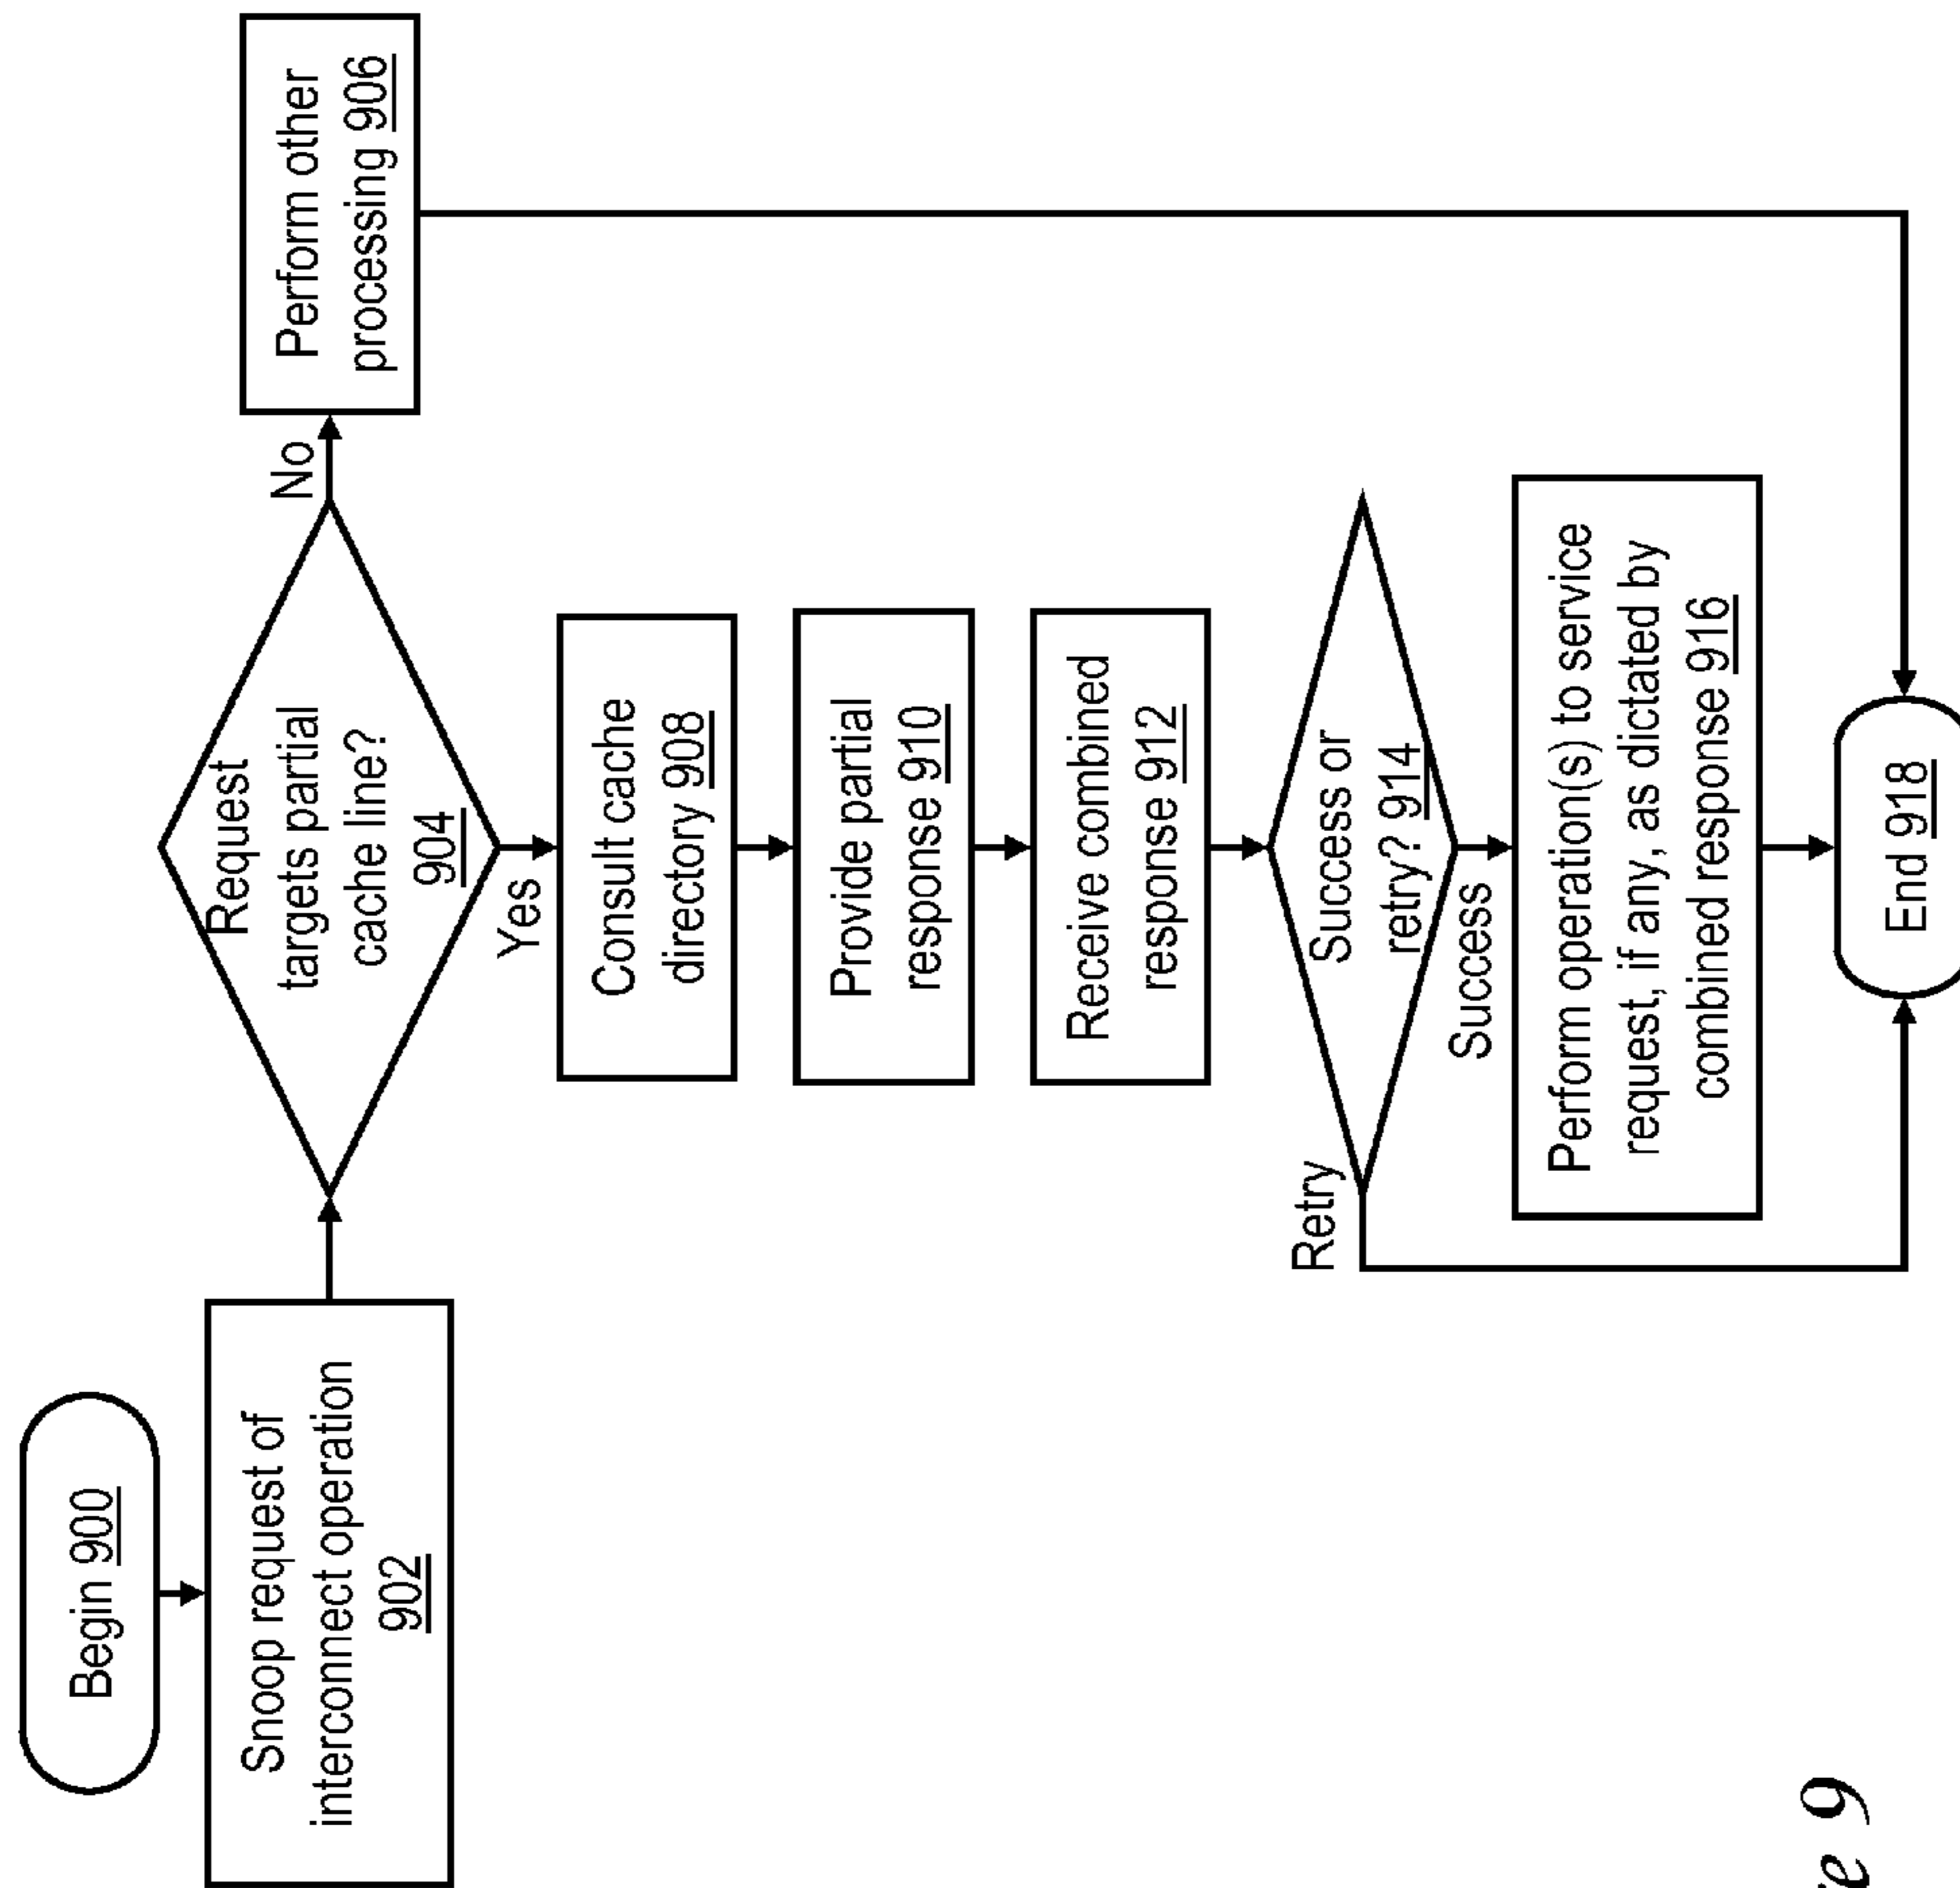 Begin 900
Snoop request of
interconnect operation
902
Request
targets partial
cache line?
904
No
Perform other
processing 906
Yes
Consult cache
directory 908
Provide partial
response 910
Receive combined
response 912
Success or
retry? 914
Retry
Success
Perform operation(s) to service
request, if any, as dictated by
combined response 916
End 918
9